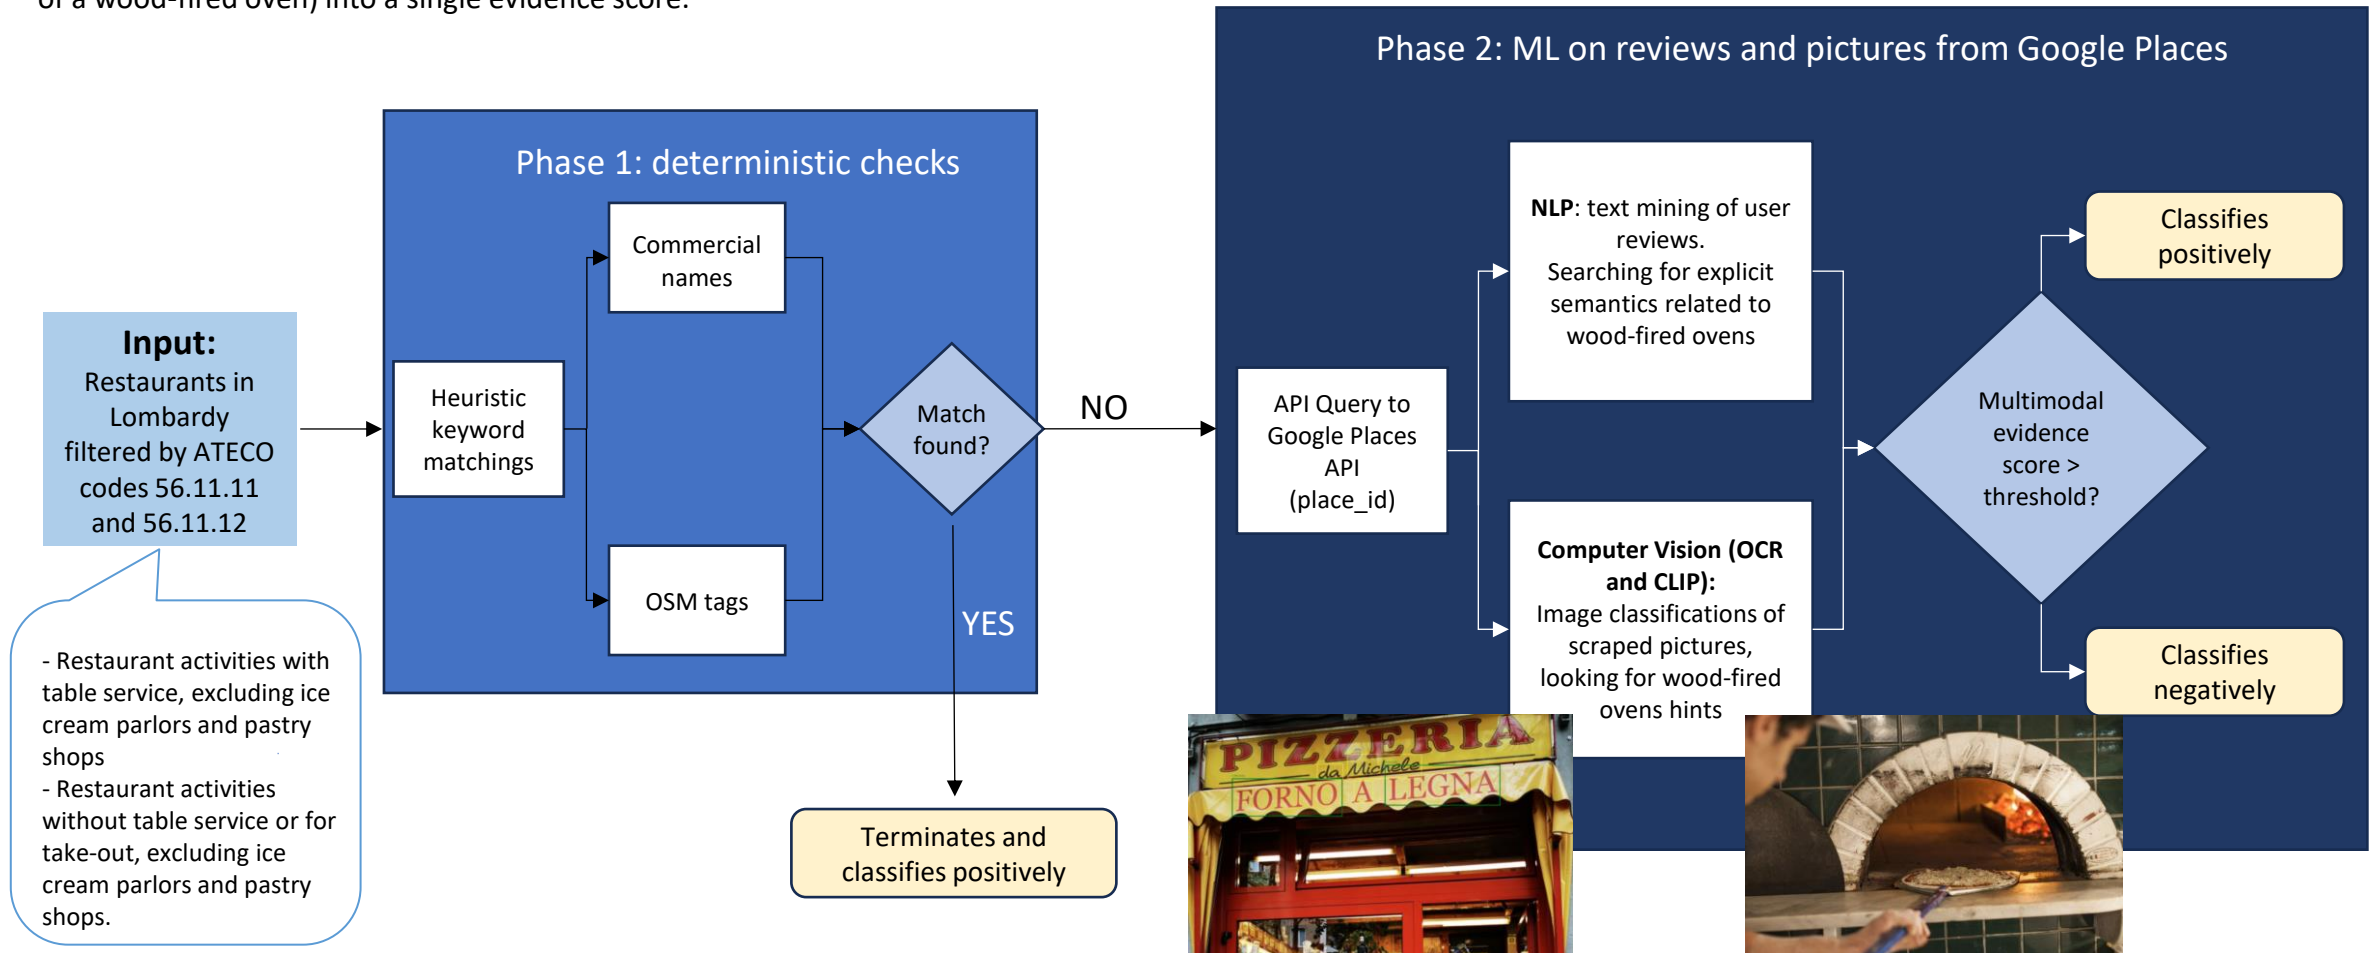 of a wood-fired oven) into a single evidence score.
Phase 2: ML on reviews and pictures from Google Places
Phase 1: deterministic checks
Input:
Restaurants in
Lombardy
filtered by ATECO
codes 56.11.11
and 56.11.12
- Restaurant activities with
table service, excluding ice
cream parlors and pastry
shops
- Restaurant activities
without table service or for
take-out, excluding ice
cream parlors and pastry
shops.
Heuristic
keyword
matchings
Commercial
names
OSM tags
Match
found?
NO
YES
Terminates and
classifies positively
API Query to
Google Places
API
(place_id)
NLP: text mining of user
reviews.
Searching for explicit
semantics related to
wood-fired ovens
Computer Vision (OCR
and CLIP):
Image classifications of
scraped pictures,
looking for wood-fired
ovens hints
Multimodal
evidence
score >
threshold?
Classifies
positively
Classifies
negatively
PIZZERIA
da Michele
FORNO A LEGNA